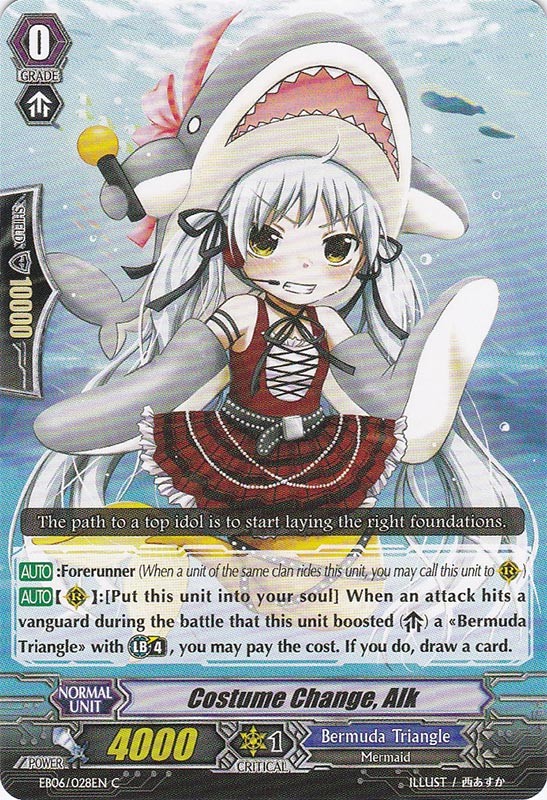 0
GRADE
SHIELD
10000
The path to a top idol is to start laying the right foundations.
AUTO :Forerunner (When a unit of the same clan rides this unit, you may call this unit to R)
AUTO 【R】:[Put this unit into your soul] When an attack hits a
vanguard during the battle that this unit boosted ( ) a «Bermuda
Triangle» with LB4, you may pay the cost. If you do, draw a card.
NORMAL
UNIT
Costume Change, Alk
POWER
4000
1
CRITICAL
Bermuda Triangle
Mermaid
EB06/028EN C
ILLUST / 西あすか